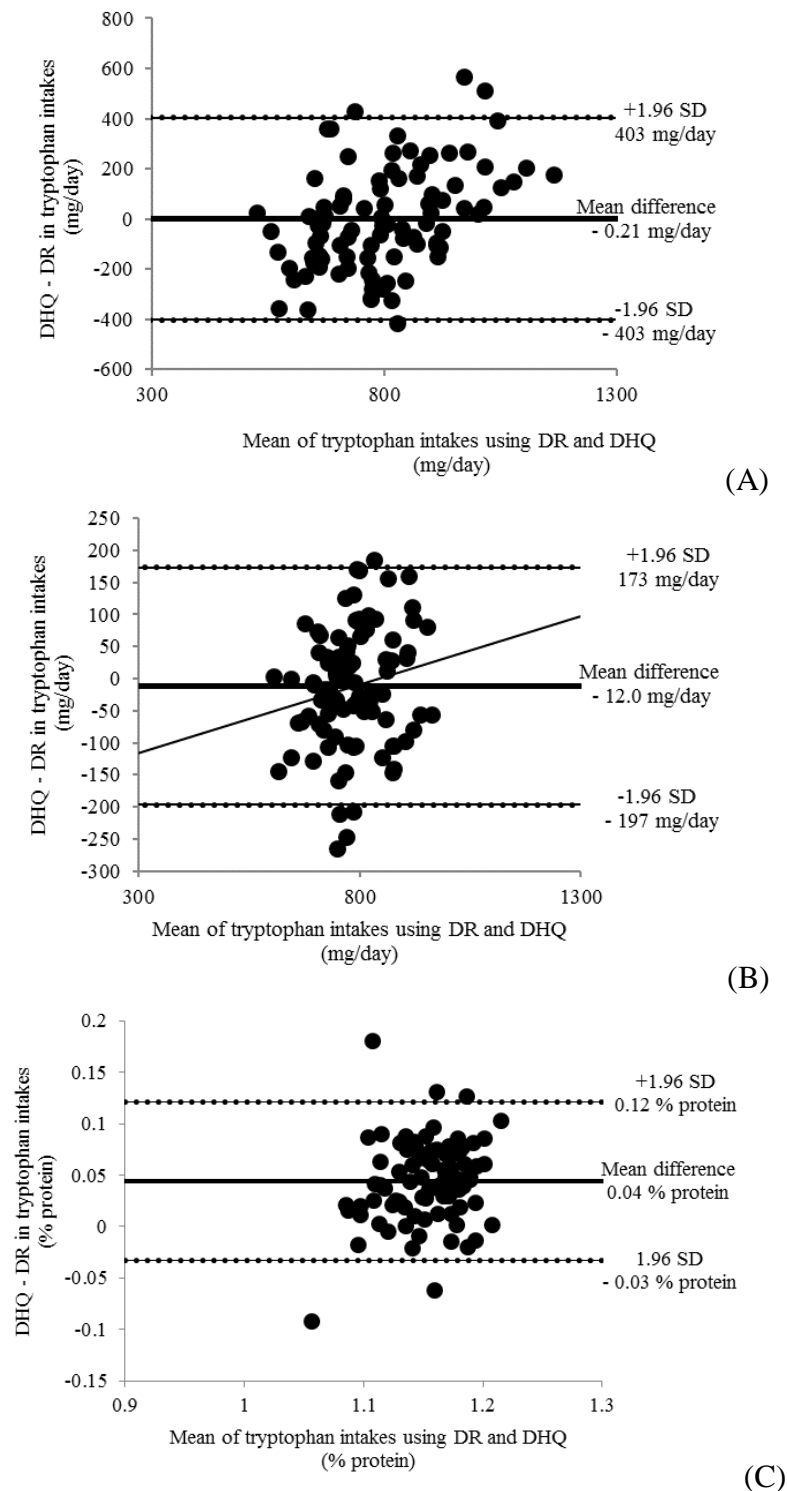 800
600
400
200
0
-200
-400
-600
DHQ - DR in tryptophan intakes
(mg/day)
+1.96 SD
403 mg/day
Mean difference
- 0.21 mg/day
-1.96 SD
- 403 mg/day
300 800 1300
Mean of tryptophan intakes using DR and DHQ
(mg/day)
(A)
250
200
150
100
50
0
-50
-100
-150
-200
-250
-300
DHQ - DR in tryptophan intakes
(mg/day)
+1.96 SD
173 mg/day
Mean difference
- 12.0 mg/day
-1.96 SD
- 197 mg/day
300 800 1300
Mean of tryptophan intakes using DR and DHQ
(mg/day)
(B)
0.2
0.15
0.1
0.05
0
-0.05
-0.1
-0.15
DHQ - DR in tryptophan intakes
(% protein)
+1.96 SD
0.12 % protein
Mean difference
0.04 % protein
1.96 SD
- 0.03 % protein
0.9 1 1.1 1.2 1.3
Mean of tryptophan intakes using DR and DHQ
(% protein)
(C)